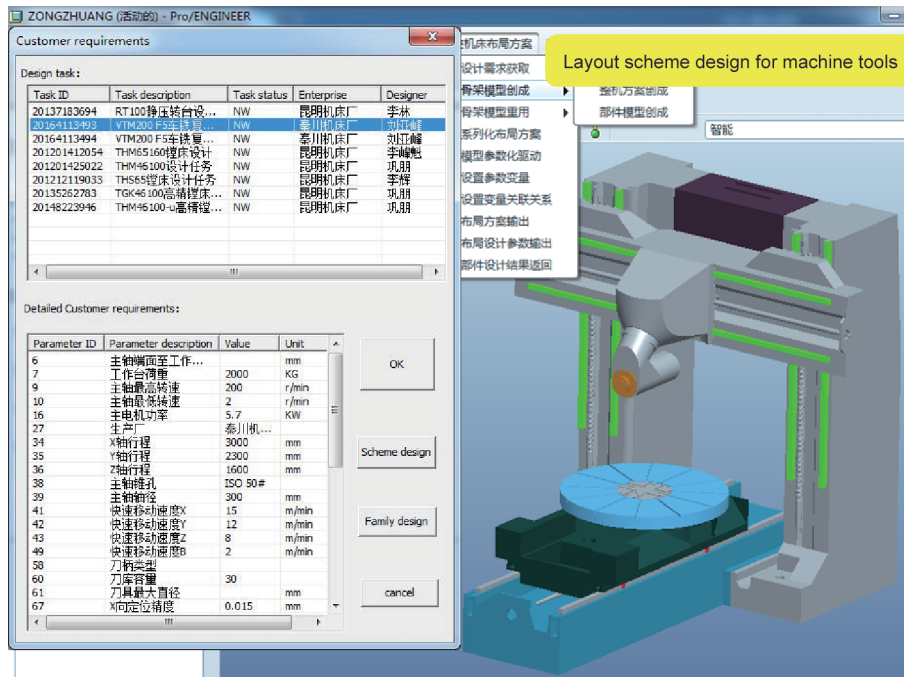 ZONGZHUANG (活动的) - Pro/ENGINEER
Customer requirements
机床布局方案
Layout scheme design for machine tools
Design task:
Task ID Task description Task status Enterprise Designer
20137183694 RT100静压转台设... NW 昆明机床厂 李林
20164113493 VTM200 F5车铣复... NW 秦川机床厂 刘亚峰
20164113494 VTM200 F5车铣复... NW 秦川机床厂 刘亚峰
201201412054 THM65160镗床设计 NW 昆明机床厂 李峰魁
201201425022 THM46100设计任务 NW 昆明机床厂 巩朋
201212119033 THS65镗床设计任务 NW 昆明机床厂 李辉
20135262783 TGK46100高精镗床... NW 昆明机床厂 巩朋
20148223946 THM46100-u高精镗... NW 昆明机床厂 巩朋
设计需求获取
骨架模型创成
骨架模型重用
系列化布局方案
模型参数化驱动
设置参数变量
设置变量关联关系
布局方案输出
布局设计参数输出
部件设计结果返回
整机方案创成
部件模型创成
智能
Detailed Customer requirements:
Parameter ID Parameter description Value Unit
6 主轴端面至工作... mm
7 工作台荷重 2000 KG
9 主轴最高转速 200 r/min
10 主轴最低转速 2 r/min
16 主电机功率 5.7 KW
27 生产厂 秦川机...
34 X轴行程 3000 mm
35 Y轴行程 2300 mm
36 Z轴行程 1600 mm
38 主轴锥孔 ISO 50#
39 主轴轴径 300 mm
41 快速移动速度X 15 m/min
42 快速移动速度Y 12 m/min
43 快速移动速度Z 8 m/min
49 快速移动速度B 2 m/min
58 刀柄类型
60 刀库容量 30
61 刀具最大直径 mm
67 X向定位精度 0.015 mm
OK
Scheme design
Family design
cancel